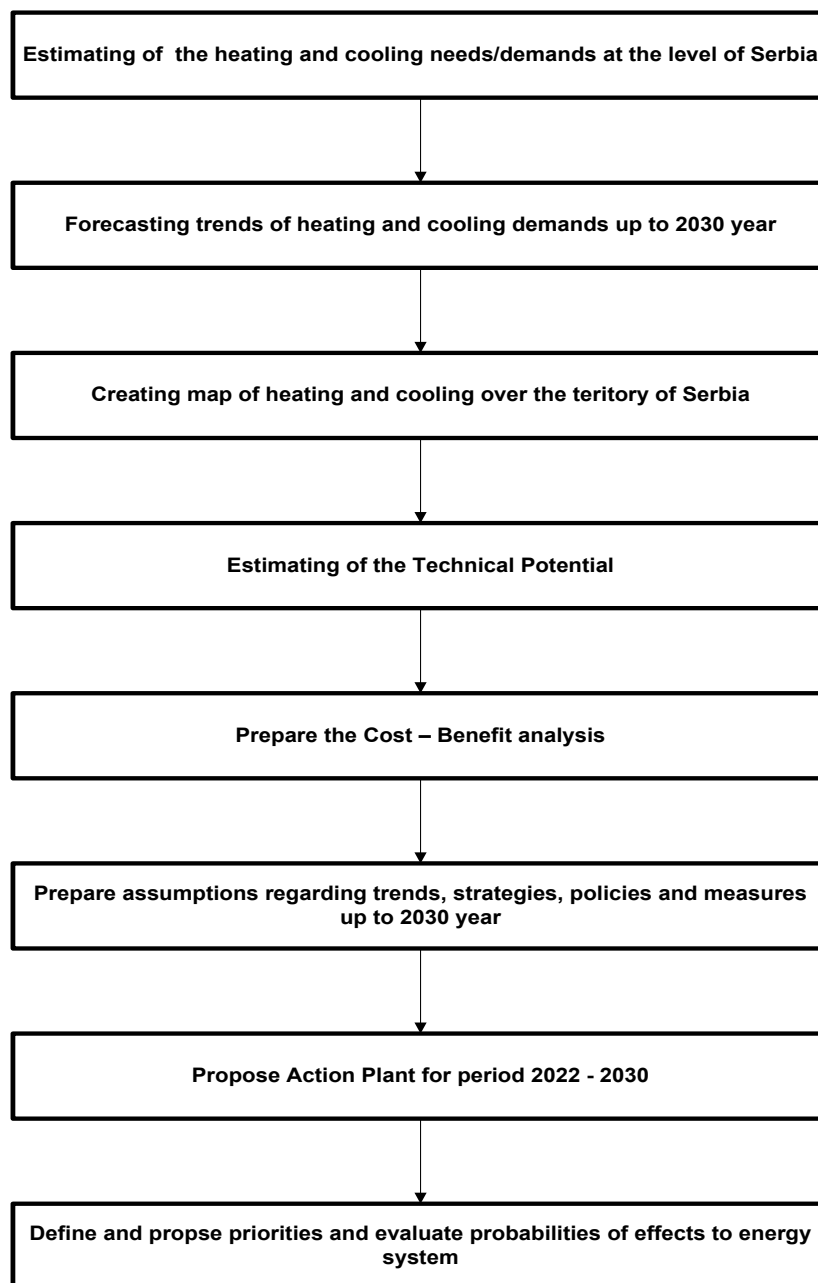 Estimating of the heating and cooling needs/demands at the level of Serbia
Forecasting trends of heating and cooling demands up to 2030 year
Creating map of heating and cooling over the teritory of Serbia
Estimating of the Technical Potential
Prepare the Cost – Benefit analysis
Prepare assumptions regarding trends, strategies, policies and measures
up to 2030 year
Propose Action Plant for period 2022 - 2030
Define and propse priorities and evaluate probabilities of effects to energy
system